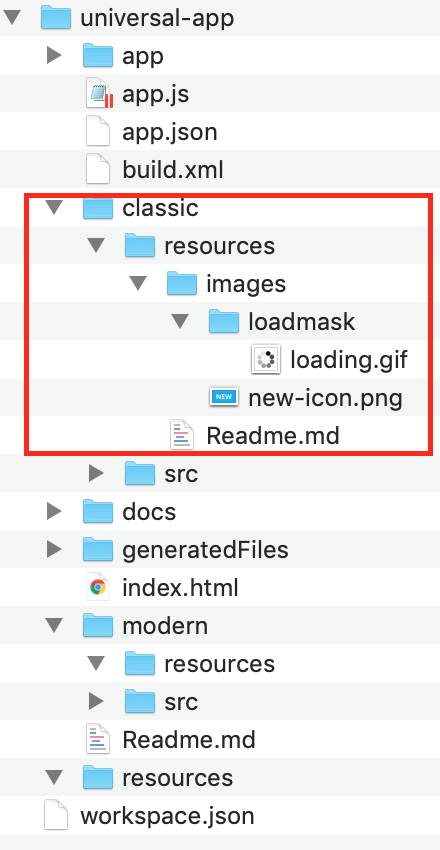 universal-app
app
app.js
app.json
build.xml
classic
resources
images
loadmask
loading.gif
NEW new-icon.png
Readme.md
src
docs
generatedFiles
index.html
modern
resources
src
Readme.md
resources
workspace.json